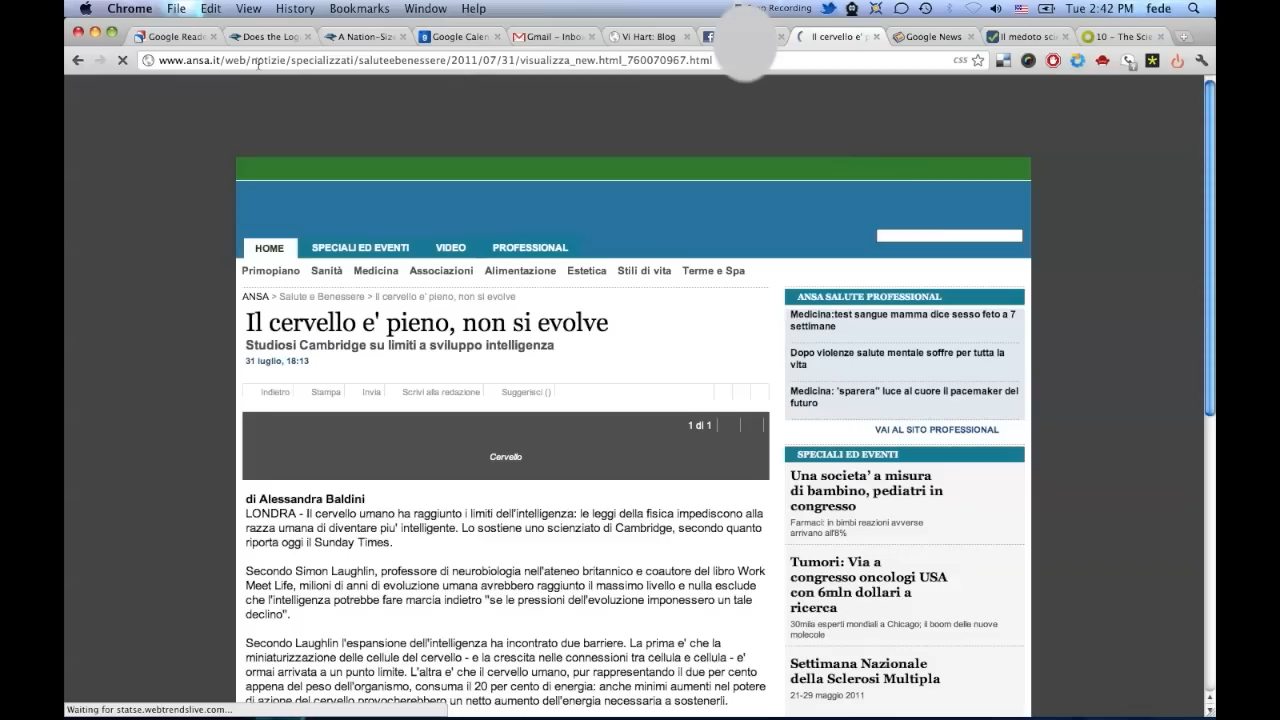 Chrome File Edit View History Bookmarks Window Help Recording Tue 2:42 PM fede
Google Reade Does the Log A Nation-Siz Google Calen Gmail - Inbo Vi Hart: Blog Il cervello e' p Google News Il medoto sci 10 - The Scie
www.ansa.it/web/notizie/specializzati/saluteebenessere/2011/07/31/visualizza_new.html_760070967.html CSS
HOME SPECIALI ED EVENTI VIDEO PROFESSIONAL
Primopiano Sanità Medicina Associazioni Alimentazione Estetica Stili di vita Terme e Spa
ANSA > Salute e Benessere > Il cervello e' pieno, non si evolve
Il cervello e' pieno, non si evolve
Studiosi Cambridge su limiti a sviluppo intelligenza
31 luglio, 18:13
Indietro Stampa Invia Scrivi alla redazione Suggerisci ()
1 di 1
Cervello
di Alessandra Baldini
LONDRA - Il cervello umano ha raggiunto i limiti dell'intelligenza: le leggi della fisica impediscono alla
razza umana di diventare piu' intelligente. Lo sostiene uno scienziato di Cambridge, secondo quanto
riporta oggi il Sunday Times.
Secondo Simon Laughlin, professore di neurobiologia nell'ateneo britannico e coautore del libro Work
Meet Life, milioni di anni di evoluzione umana avrebbero raggiunto il massimo livello e nulla esclude
che l'intelligenza potrebbe fare marcia indietro "se le pressioni dell'evoluzione imponessero un tale
declino".
Secondo Laughlin l'espansione dell'intelligenza ha incontrato due barriere. La prima e' che la
miniaturizzazione delle cellule del cervello - e la crescita nelle connessioni tra cellula e cellula - e'
ormai arrivata a un punto limite. L'altra e' che il cervello umano, pur rappresentando il due per cento
appena del peso dell'organismo, consuma il 20 per cento di energia: anche minimi aumenti nel potere
di azione del cervello provocherebbero un netto aumento dell'energia necessaria a sostenerli.
ANSA SALUTE PROFESSIONAL
Medicina:test sangue mamma dice sesso feto a 7
settimane
Dopo violenze salute mentale soffre per tutta la
vita
Medicina: 'sparera" luce al cuore il pacemaker del
futuro
VAI AL SITO PROFESSIONAL
SPECIALI ED EVENTI
Una societa' a misura
di bambino, pediatri in
congresso
Farmaci: in bimbi reazioni avverse
arrivano all'8%
Tumori: Via a
congresso oncologi USA
con 6mln dollari a
ricerca
30mila esperti mondiali a Chicago; il boom delle nuove
molecole
Settimana Nazionale
della Sclerosi Multipla
21-29 maggio 2011
Waiting for statse.webtrendslive.com...